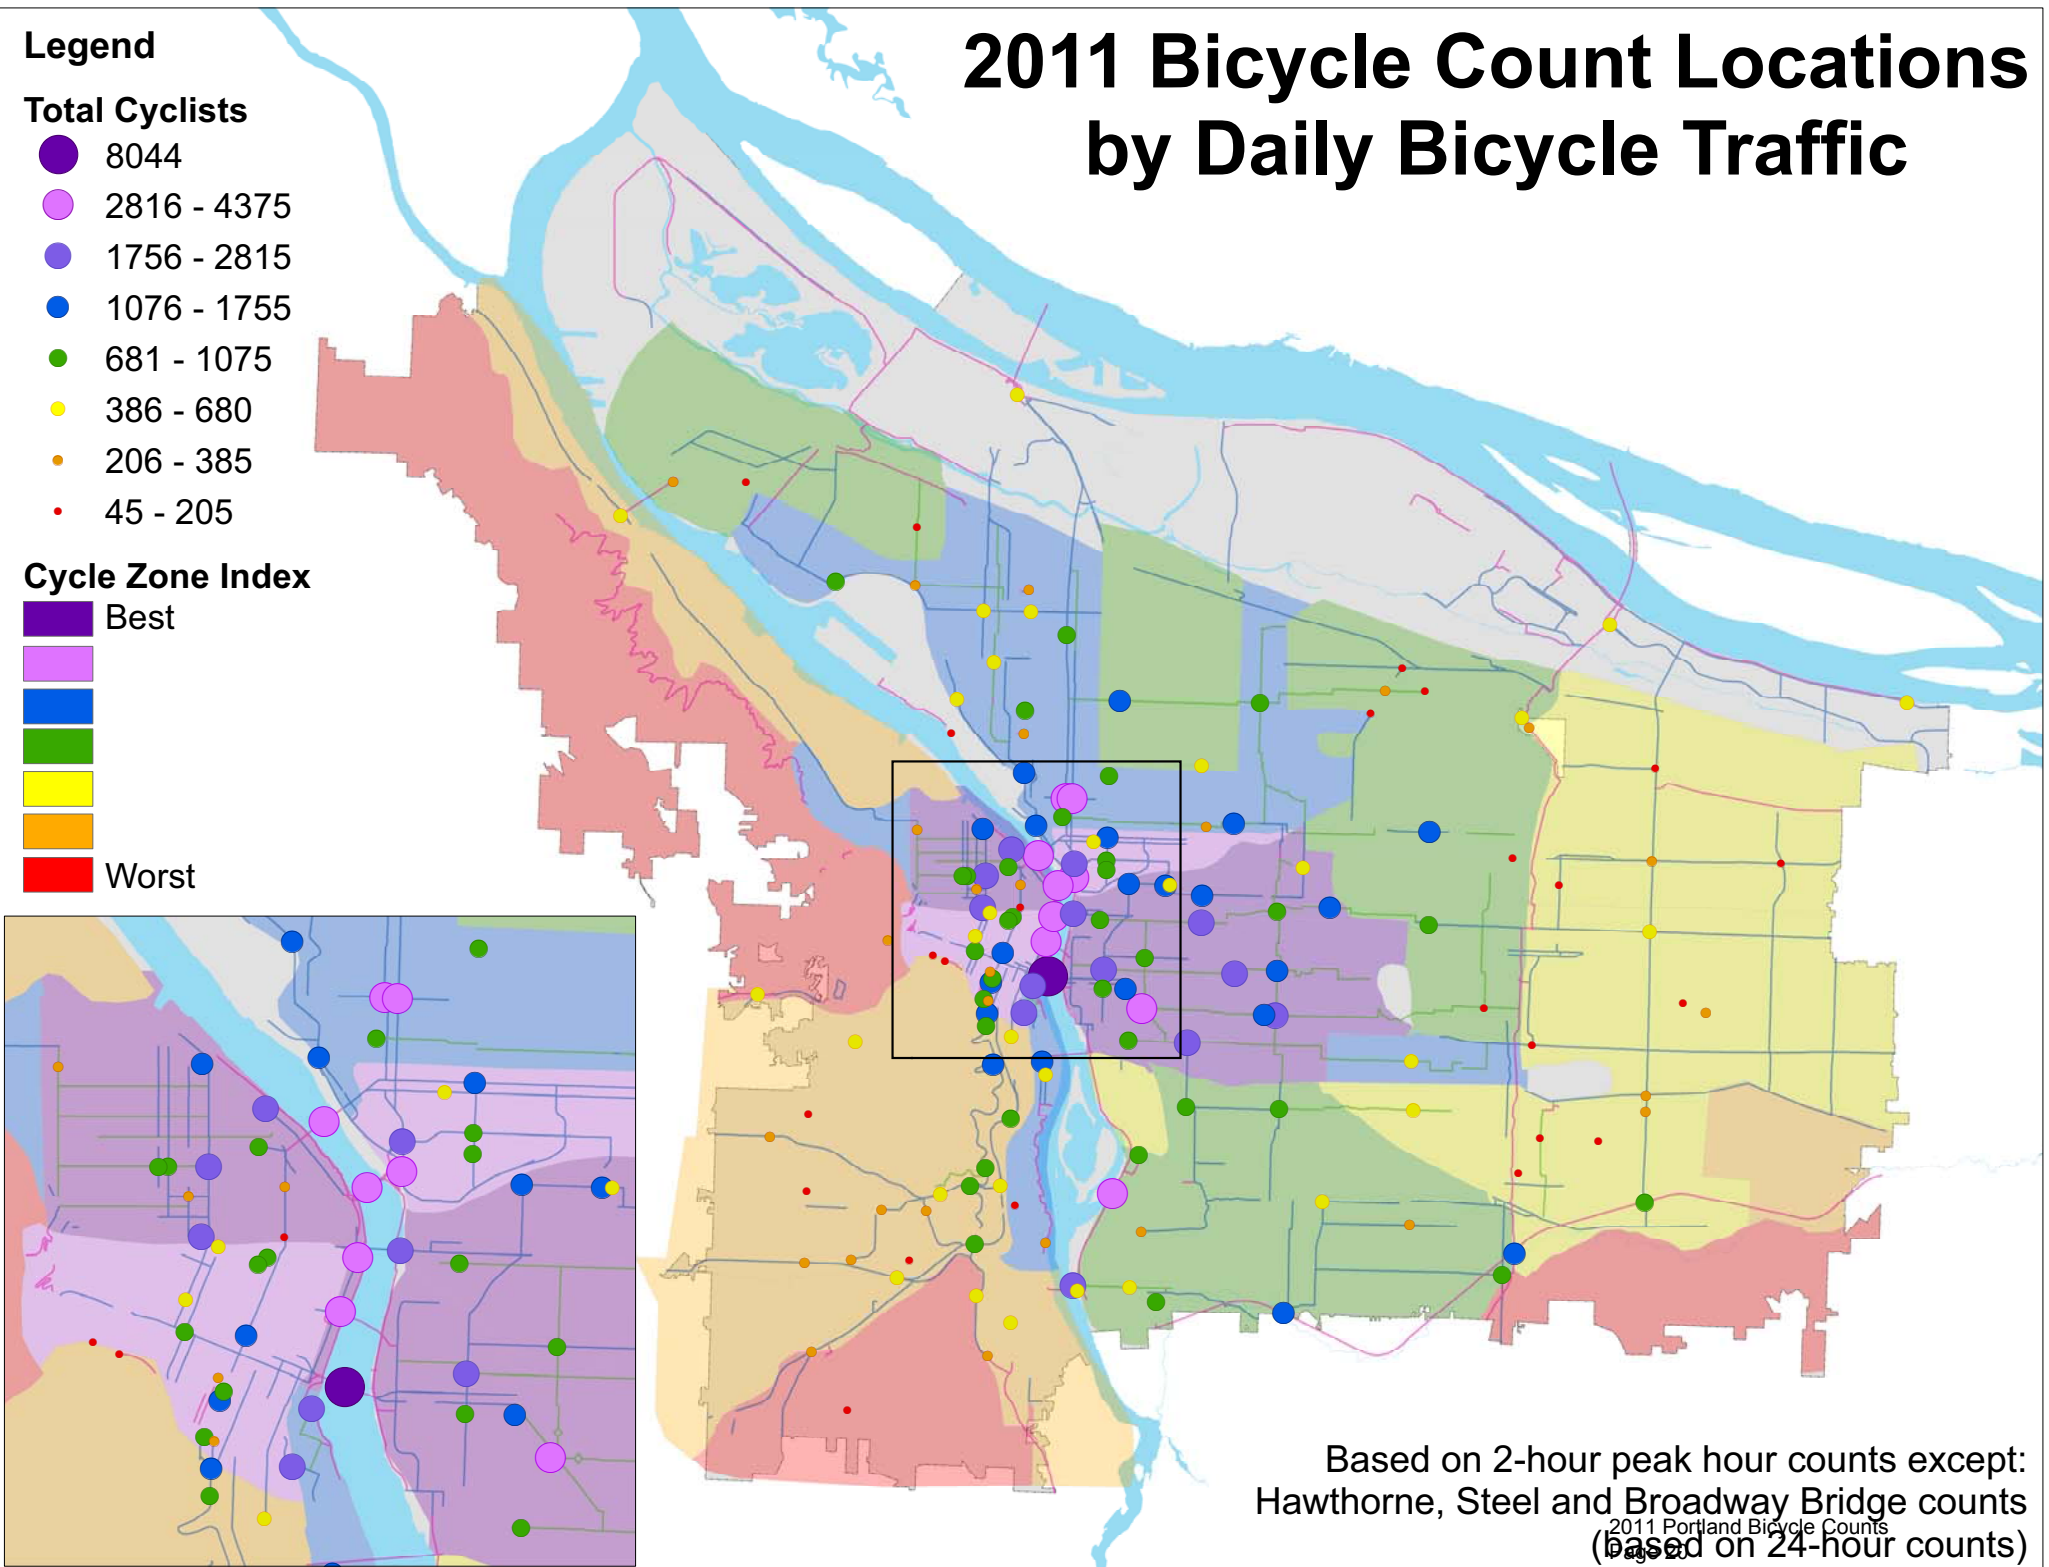 2011 Bicycle Count Locations
by Daily Bicycle Traffic
Legend
Total Cyclists
8044
2816 - 4375
1756 - 2815
1076 - 1755
681 - 1075
386 - 680
206 - 385
45 - 205
Cycle Zone Index
Best
Worst
Based on 2-hour peak hour counts except:
Hawthorne, Steel and Broadway Bridge counts
(based on 24-hour counts)
2011 Portland Bicycle Counts
Page 20